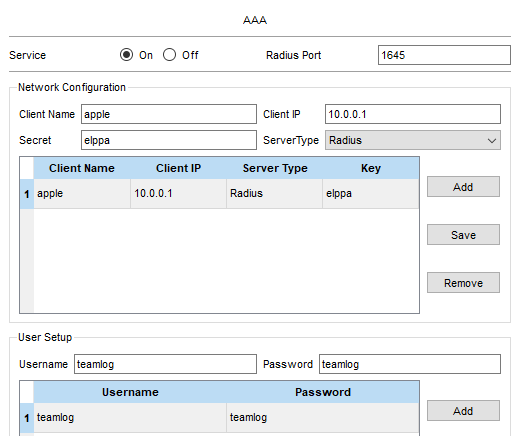 AAA
Service On Off Radius Port 1645
Network Configuration
Client Name apple Client IP 10.0.0.1
Secret elppa ServerType Radius
Client Name Client IP Server Type Key
1 apple 10.0.0.1 Radius elppa
Add
Save
Remove
User Setup
Username teamlog Password teamlog
Username Password
1 teamlog teamlog
Add